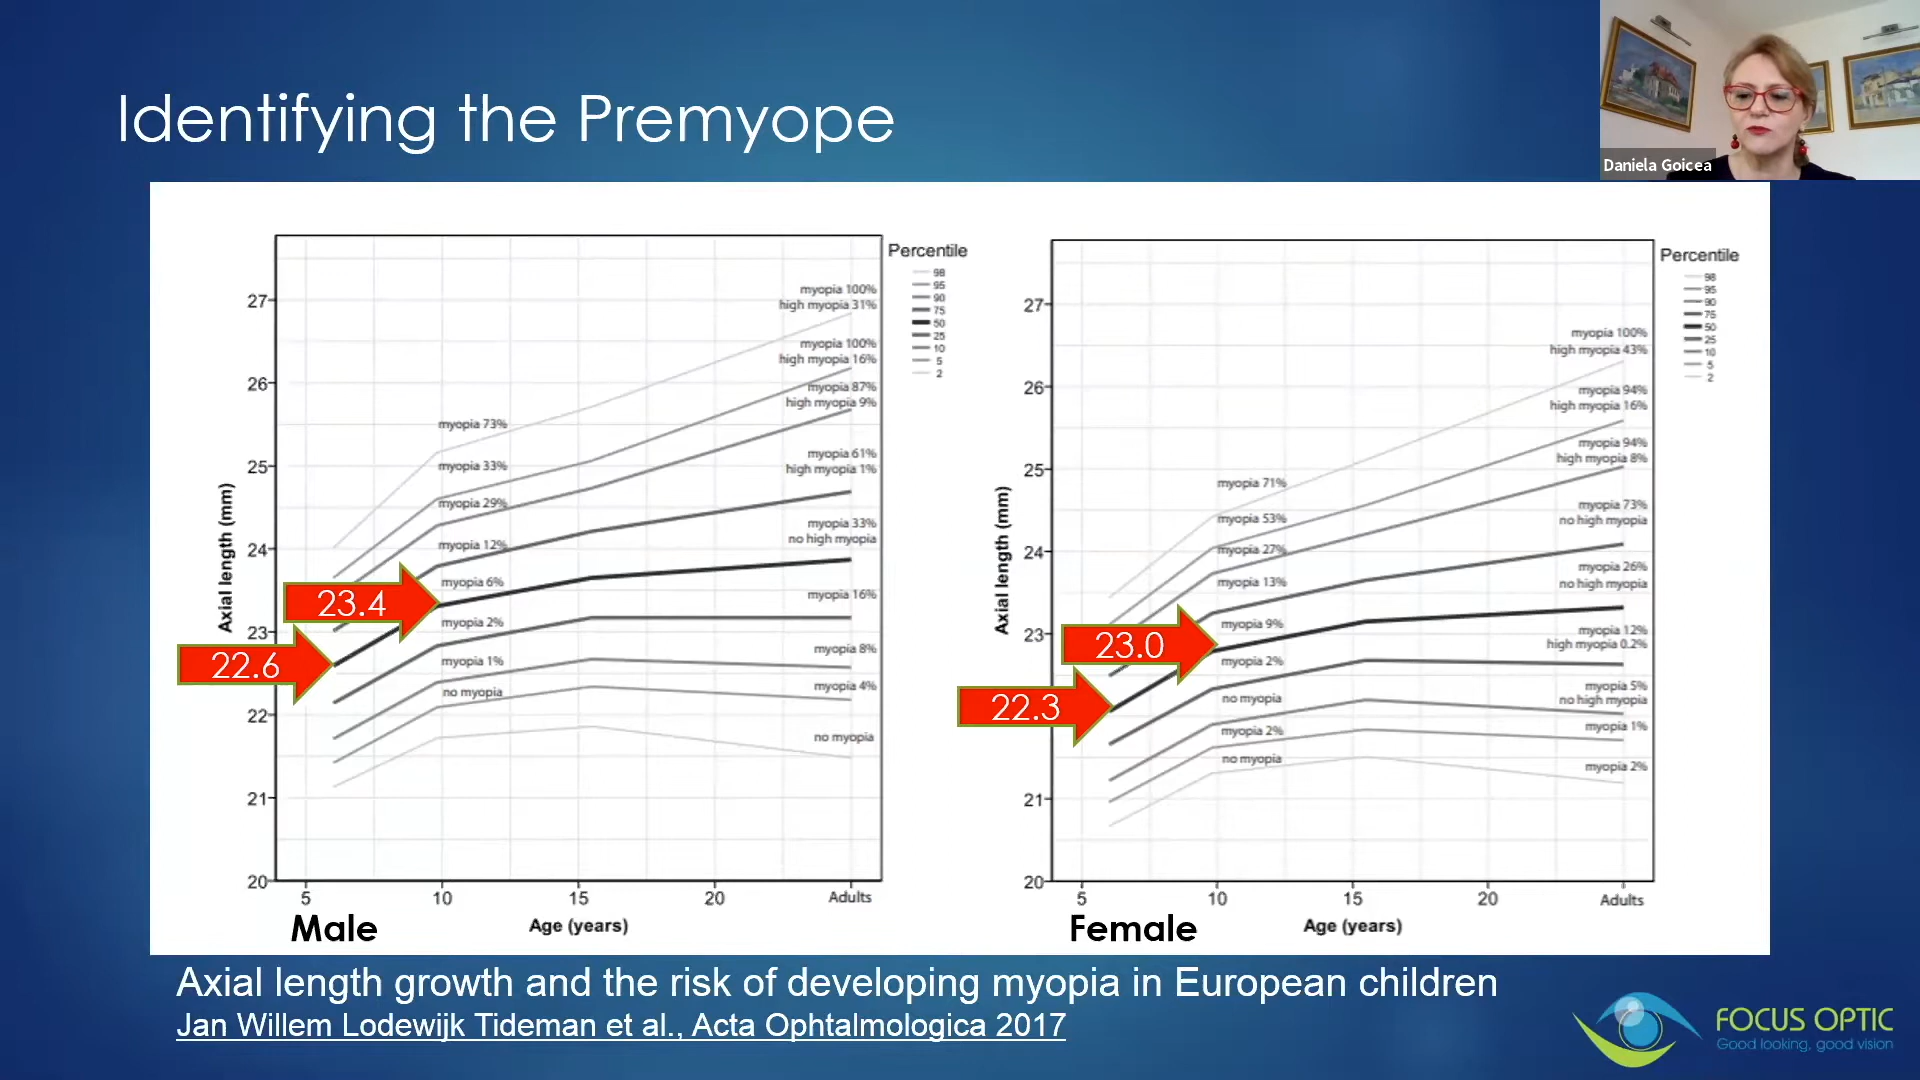 Identifying the Premyope
Daniela Goicea
Percentile
98
95
90
75
50
25
10
5
2
27
26
25
24
23
22
21
20
Axial length (mm)
myopia 100%
high myopia 31%
myopia 100%
high myopia 16%
myopia 87%
high myopia 9%
myopia 61%
high myopia 1%
myopia 33%
no high myopia
myopia 16%
myopia 8%
myopia 4%
no myopia
myopia 73%
myopia 33%
myopia 29%
myopia 12%
myopia 6%
myopia 2%
myopia 1%
no myopia
23.4
22.6
5 10 15 20 Adults
Male
Age (years)
Percentile
98
95
90
75
50
25
10
5
2
27
26
25
24
23
22
21
20
Axial length (mm)
myopia 100%
high myopia 43%
myopia 94%
high myopia 16%
myopia 94%
high myopia 8%
myopia 73%
no high myopia
myopia 26%
no high myopia
myopia 12%
high myopia 0.2%
myopia 5%
no high myopia
myopia 1%
myopia 2%
myopia 71%
myopia 53%
myopia 27%
myopia 13%
myopia 9%
myopia 2%
no myopia
myopia 2%
no myopia
23.0
22.3
5 10 15 20 Adults
Female
Age (years)
Axial length growth and the risk of developing myopia in European children
Jan Willem Lodewijk Tideman et al., Acta Ophtalmologica 2017
FOCUS OPTIC
Good looking, good vision